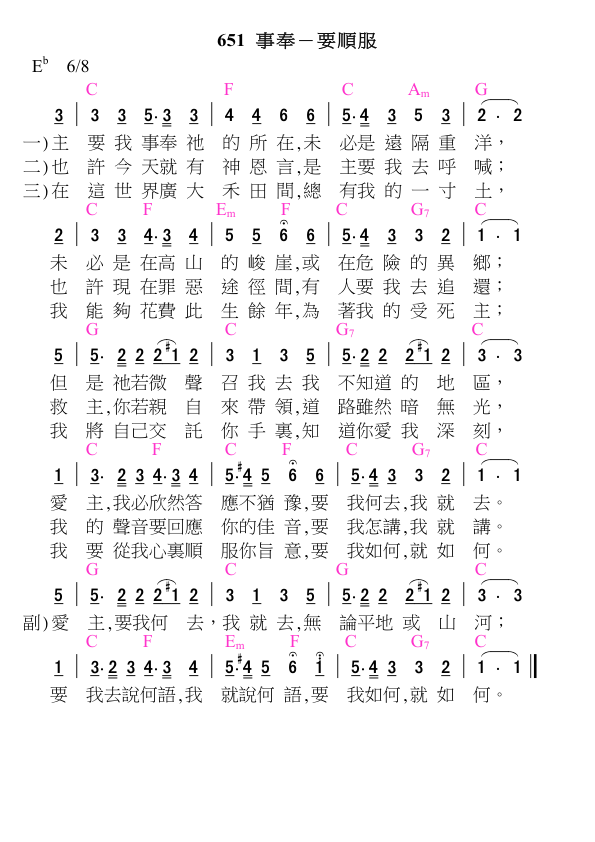 651 事奉－要順服
E♭ 6/8
C F C Am G
3 | 3 3 5·3 3 | 4 4 6 6 | 5·4 3 5 3 | 2 · 2
一)主 要 我 事奉 祂 的 所 在,未 必是 遠 隔 重 洋，
二)也 許 今 天就 有 神 恩 言,是 主要 我 去 呼 喊；
三)在 這 世 界廣 大 禾 田 間,總 有我 的 一 寸 土，
C F Em F C G7 C
2 | 3 3 4·3 4 | 5 5 6 6 | 5·4 3 3 2 | 1 · 1
未 必 是 在高 山 的 峻 崖,或 在危 險 的 異 鄉；
也 許 現 在罪 惡 途 徑 間,有 人要 我 去 追 還；
我 能 夠 花費 此 生 餘 年,為 著我 的 受 死 主；
G C G7 C
5 | 5· 2 2 2#1 2 | 3 1 3 5 | 5· 2 2 2#1 2 | 3 · 3
但 是 祂若微 聲 召 我 去 我 不知道 的 地 區，
救 主,你若親 自 來 帶 領,道 路雖然 暗 無 光，
我 將 自己交 託 你 手 裏,知 道你愛 我 深 刻，
C F C F C G7 C
1 | 3· 2 3 4·3 4 | 5·#4 5 6 6 | 5·4 3 3 2 | 1 · 1
愛 主,我必欣然答 應不猶 豫,要 我何去,我 就 去。
我 的 聲音要回應 你的佳 音,要 我怎講,我 就 講。
我 要 從我心裏順 服你旨 意,要 我如何,就 如 何。
G C G C
5 | 5· 2 2 2#1 2 | 3 1 3 5 | 5· 2 2 2#1 2 | 3 · 3
副)愛 主,要我何 去，我 就 去,無 論平地 或 山 河；
C F Em F C G7 C
1 | 3·2 3 4·3 4 | 5·#4 5 6 i | 5·4 3 3 2 | 1 · 1
要 我去說何語,我 就說何 語,要 我如何,就 如 何。